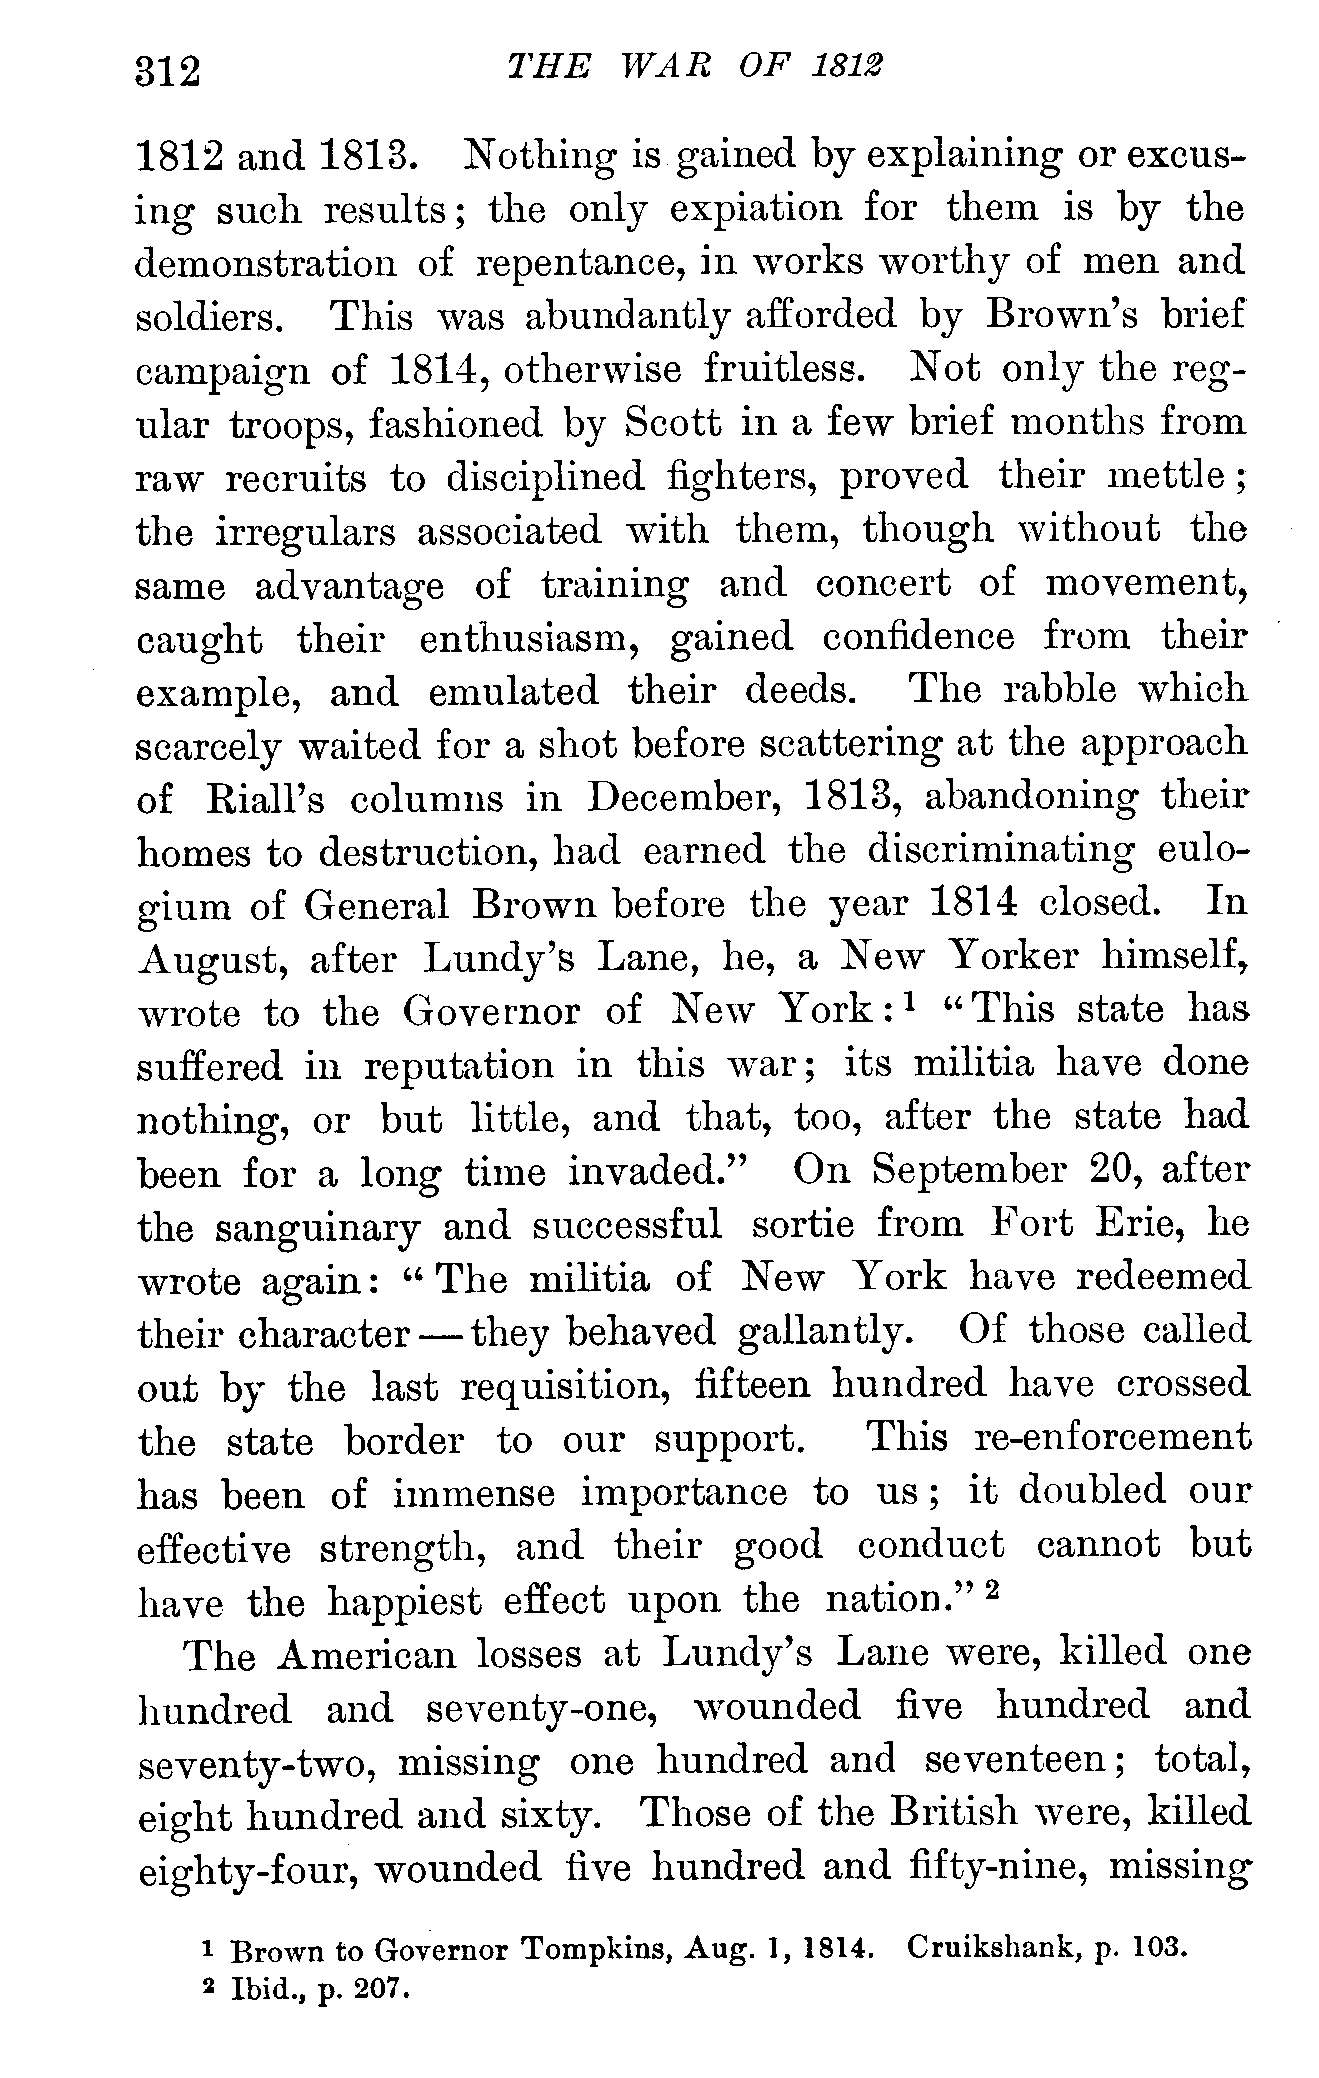 312 THE WAR OF 1812
1812 and 1813. Nothing is gained by explaining or excus-
ing such results; the only expiation for them is by the
demonstration of repentance, in works worthy of men and
soldiers. This was abundantly afforded by Brown's brief
campaign of 1814, otherwise fruitless. Not only the reg-
ular troops, fashioned by Scott in a few brief months from
raw recruits to disciplined fighters, proved their mettle;
the irregulars associated with them, though without the
same advantage of training and concert of movement,
caught their enthusiasm, gained confidence from their
example, and emulated their deeds. The rabble which
scarcely waited for a shot before scattering at the approach
of Riall's columns in December, 1813, abandoning their
homes to destruction, had earned the discriminating eulo-
gium of General Brown before the year 1814 closed. In
August, after Lundy's Lane, he, a New Yorker himself,
wrote to the Governor of New York:¹ "This state has
suffered in reputation in this war; its militia have done
nothing, or but little, and that, too, after the state had
been for a long time invaded." On September 20, after
the sanguinary and successful sortie from Fort Erie, he
wrote again: "The militia of New York have redeemed
their character — they behaved gallantly. Of those called
out by the last requisition, fifteen hundred have crossed
the state border to our support. This re-enforcement
has been of immense importance to us; it doubled our
effective strength, and their good conduct cannot but
have the happiest effect upon the nation." ²
The American losses at Lundy's Lane were, killed one
hundred and seventy-one, wounded five hundred and
seventy-two, missing one hundred and seventeen; total,
eight hundred and sixty. Those of the British were, killed
eighty-four, wounded five hundred and fifty-nine, missing
¹ Brown to Governor Tompkins, Aug. 1, 1814. Cruikshank, p. 103.
² Ibid., p. 207.